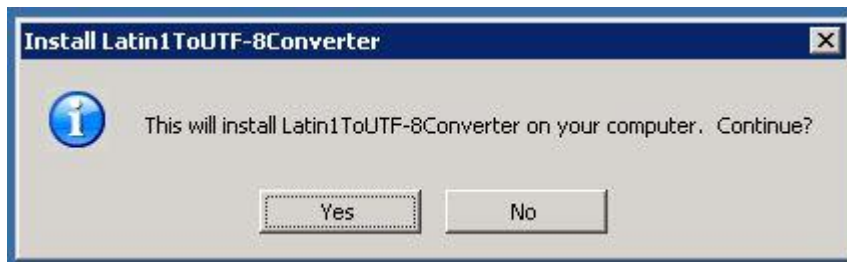 Install Latin1ToUTF-8Converter
This will install Latin1ToUTF-8Converter on your computer.  Continue?
Yes No